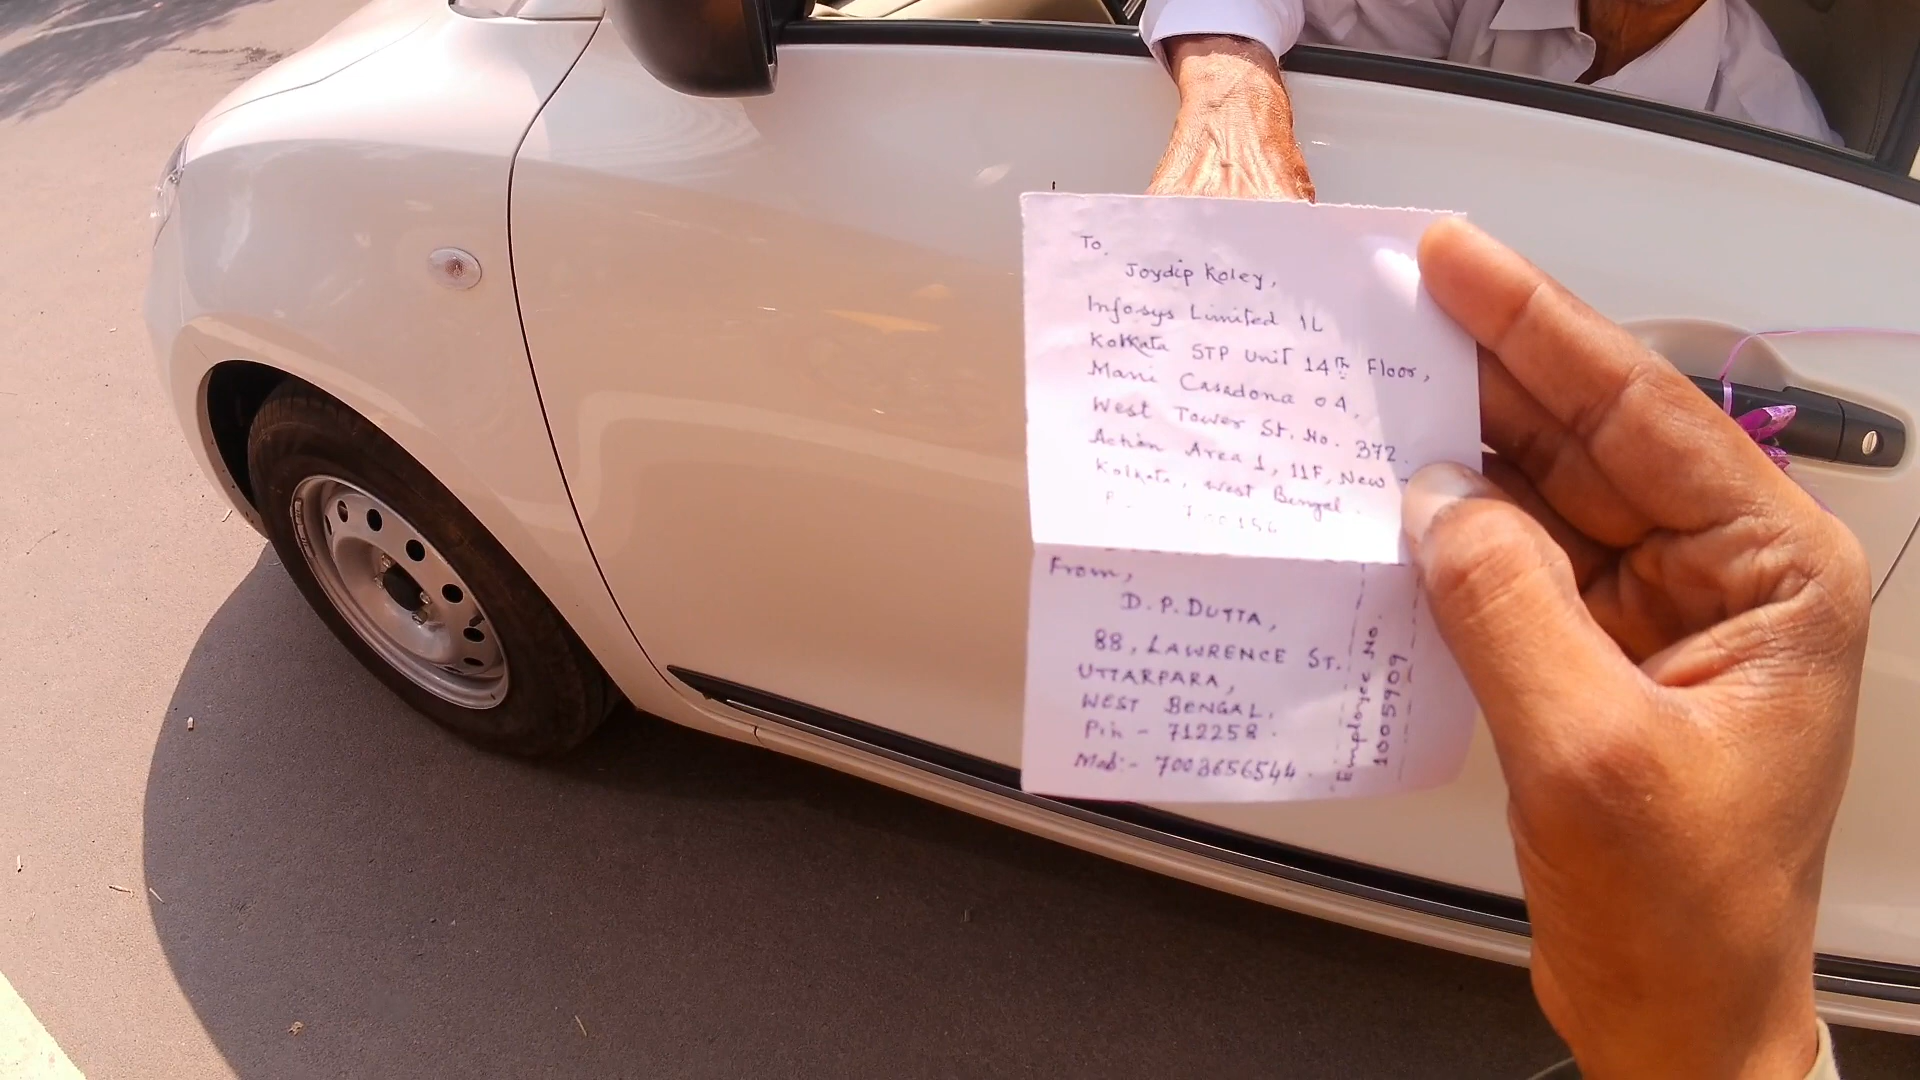 To,
Joydip Koley,
Infosys Limited 1L
Kolkata STP Unit 14th Floor,
Mani Casadona 04,
West Tower St. No. 372.
Action Area 1, 11F, New
Kolkata, West Bengal.
From,
D.P. DUTTA,
88, LAWRENCE ST.
UTTARPARA,
WEST BENGAL,
Pin - 712258.
Mob:- 7003656544.
Employee No.
1005909